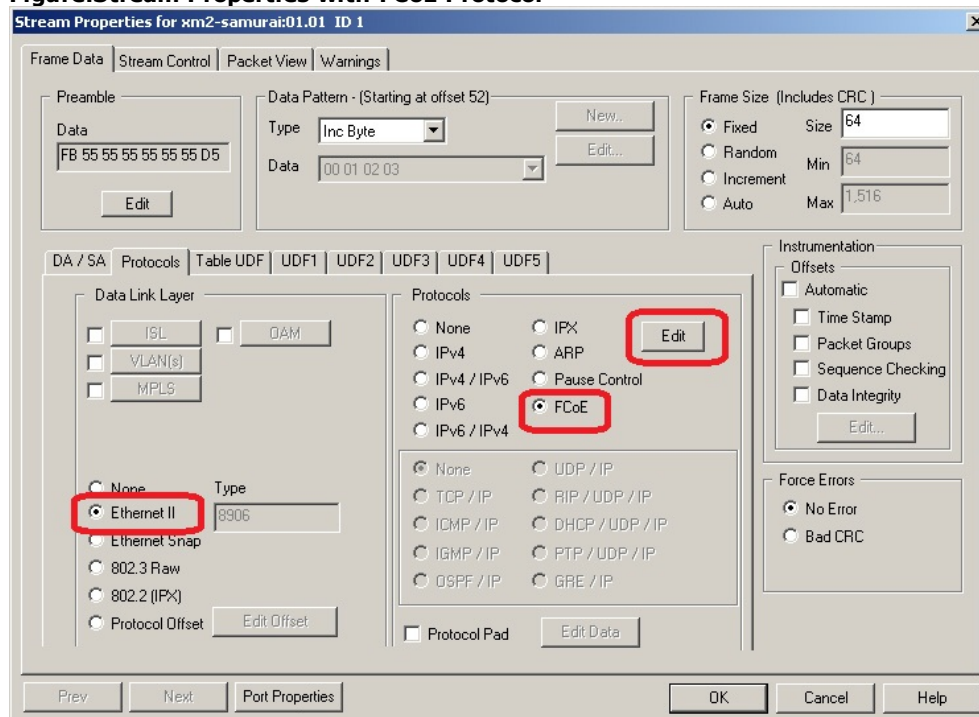 Figure:Stream Properties with FCoE Protocol
Stream Properties for xm2-samurai:01.01 ID 1
Frame Data Stream Control Packet View Warnings
Preamble
Data
FB 55 55 55 55 55 55 D5
Edit
Data Pattern - (Starting at offset 52)
Type Inc Byte
New..
Data 00 01 02 03
Edit...
Frame Size (Includes CRC )
Fixed Size 64
Random Min 64
Increment
Auto Max 1,516
DA / SA Protocols Table UDF UDF1 UDF2 UDF3 UDF4 UDF5
Data Link Layer
ISL OAM
VLAN(s)
MPLS
None Type
Ethernet II 8906
Ethernet Snap
802.3 Raw
802.2 (IPX)
Protocol Offset Edit Offset
Protocols
None IPX Edit
IPv4 ARP
IPv4 / IPv6 Pause Control
IPv6 FCoE
IPv6 / IPv4
None UDP / IP
TCP / IP RIP / UDP / IP
ICMP / IP DHCP / UDP / IP
IGMP / IP PTP / UDP / IP
OSPF / IP GRE / IP
Protocol Pad Edit Data
Instrumentation
Offsets
Automatic
Time Stamp
Packet Groups
Sequence Checking
Data Integrity
Edit...
Force Errors
No Error
Bad CRC
Prev Next Port Properties OK Cancel Help